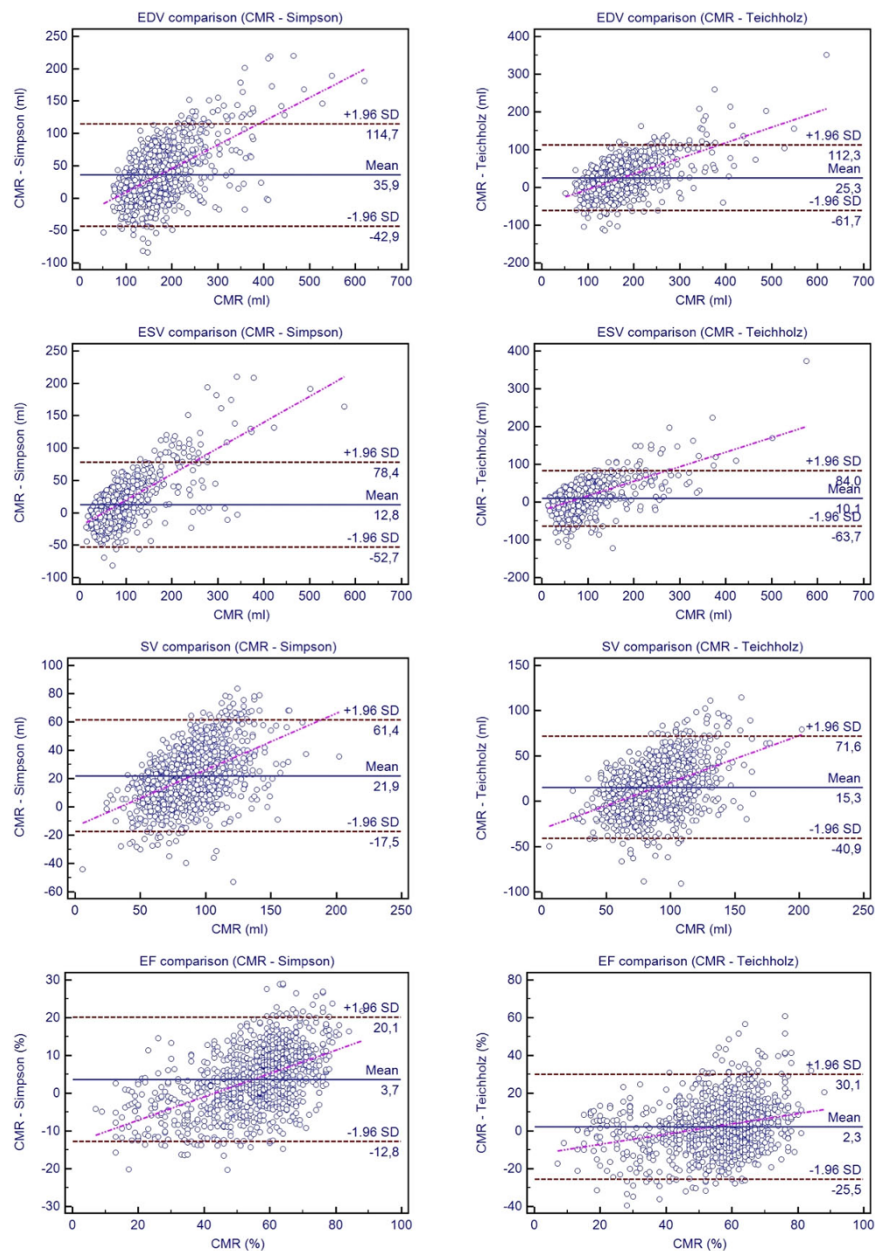 EDV comparison (CMR - Simpson)
250
200
150
100
50
0
-50
-100
CMR - Simpson (ml)
+1.96 SD
114,7
Mean
35,9
-1.96 SD
-42,9
0 100 200 300 400 500 600 700
CMR (ml)
EDV comparison (CMR - Teichholz)
400
300
200
100
0
-100
-200
CMR - Teichholz (ml)
+1.96 SD
112,3
Mean
25,3
-1.96 SD
-61,7
0 100 200 300 400 500 600 700
CMR (ml)
ESV comparison (CMR - Simpson)
250
200
150
100
50
0
-50
-100
CMR - Simpson (ml)
+1.96 SD
78,4
Mean
12,8
-1.96 SD
-52,7
0 100 200 300 400 500 600 700
CMR (ml)
ESV comparison (CMR - Teichholz)
400
300
200
100
0
-100
-200
CMR - Teichholz (ml)
+1.96 SD
84,0
Mean
10,1
-1.96 SD
-63,7
0 100 200 300 400 500 600 700
CMR (ml)
SV comparison (CMR - Simpson)
100
80
60
40
20
0
-20
-40
-60
CMR - Simpson (ml)
+1.96 SD
61,4
Mean
21,9
-1.96 SD
-17,5
0 50 100 150 200 250
CMR (ml)
SV comparison (CMR - Teichholz)
150
100
50
0
-50
-100
CMR - Teichholz (ml)
+1.96 SD
71,6
Mean
15,3
-1.96 SD
-40,9
0 50 100 150 200 250
CMR (ml)
EF comparison (CMR - Simpson)
30
20
10
0
-10
-20
-30
CMR - Simpson (%)
+1.96 SD
20,1
Mean
3,7
-1.96 SD
-12,8
0 20 40 60 80 100
CMR (%)
EF comparison (CMR - Teichholz)
80
60
40
20
0
-20
-40
CMR - Teichholz (%)
+1.96 SD
30,1
Mean
2,3
-1.96 SD
-25,5
0 20 40 60 80 100
CMR (%)